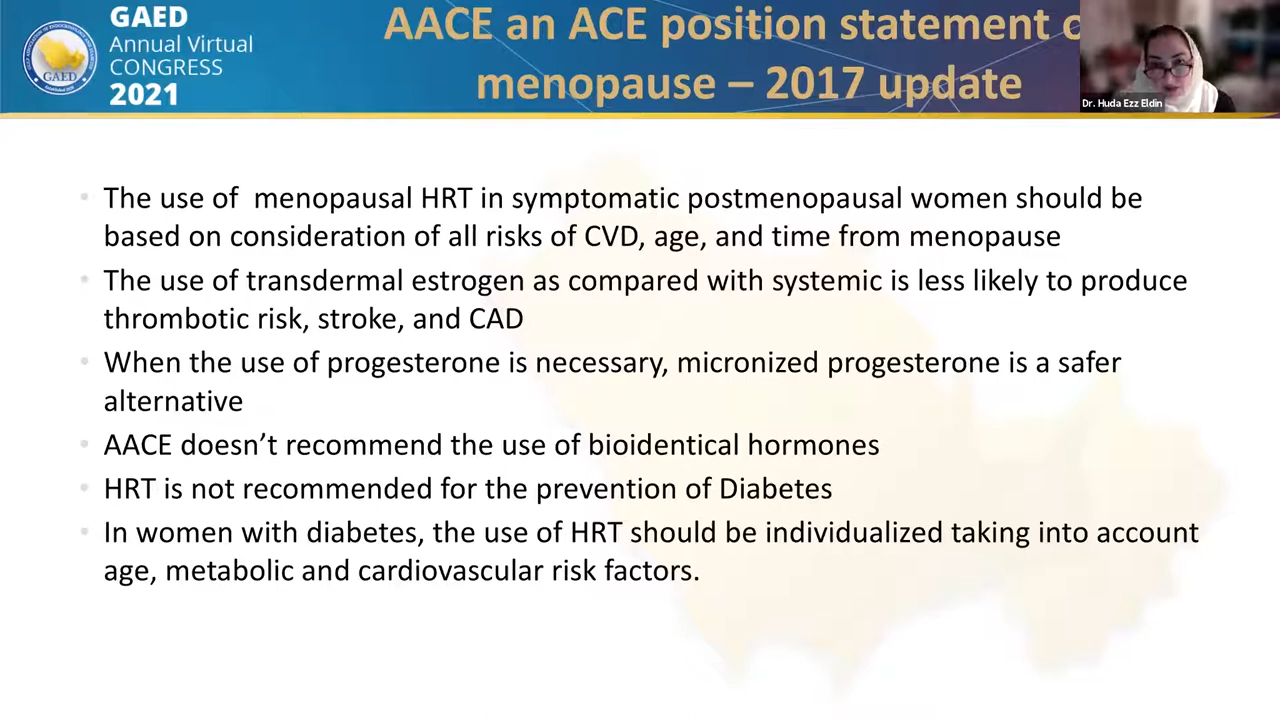 GAED
Annual Virtual
CONGRESS
2021
GAED
AACE an ACE position statement o
menopause – 2017 update
Dr. Huda Ezz Eldin
• The use of  menopausal HRT in symptomatic postmenopausal women should be
based on consideration of all risks of CVD, age, and time from menopause
• The use of transdermal estrogen as compared with systemic is less likely to produce
thrombotic risk, stroke, and CAD
• When the use of progesterone is necessary, micronized progesterone is a safer
alternative
• AACE doesn’t recommend the use of bioidentical hormones
• HRT is not recommended for the prevention of Diabetes
• In women with diabetes, the use of HRT should be individualized taking into account
age, metabolic and cardiovascular risk factors.